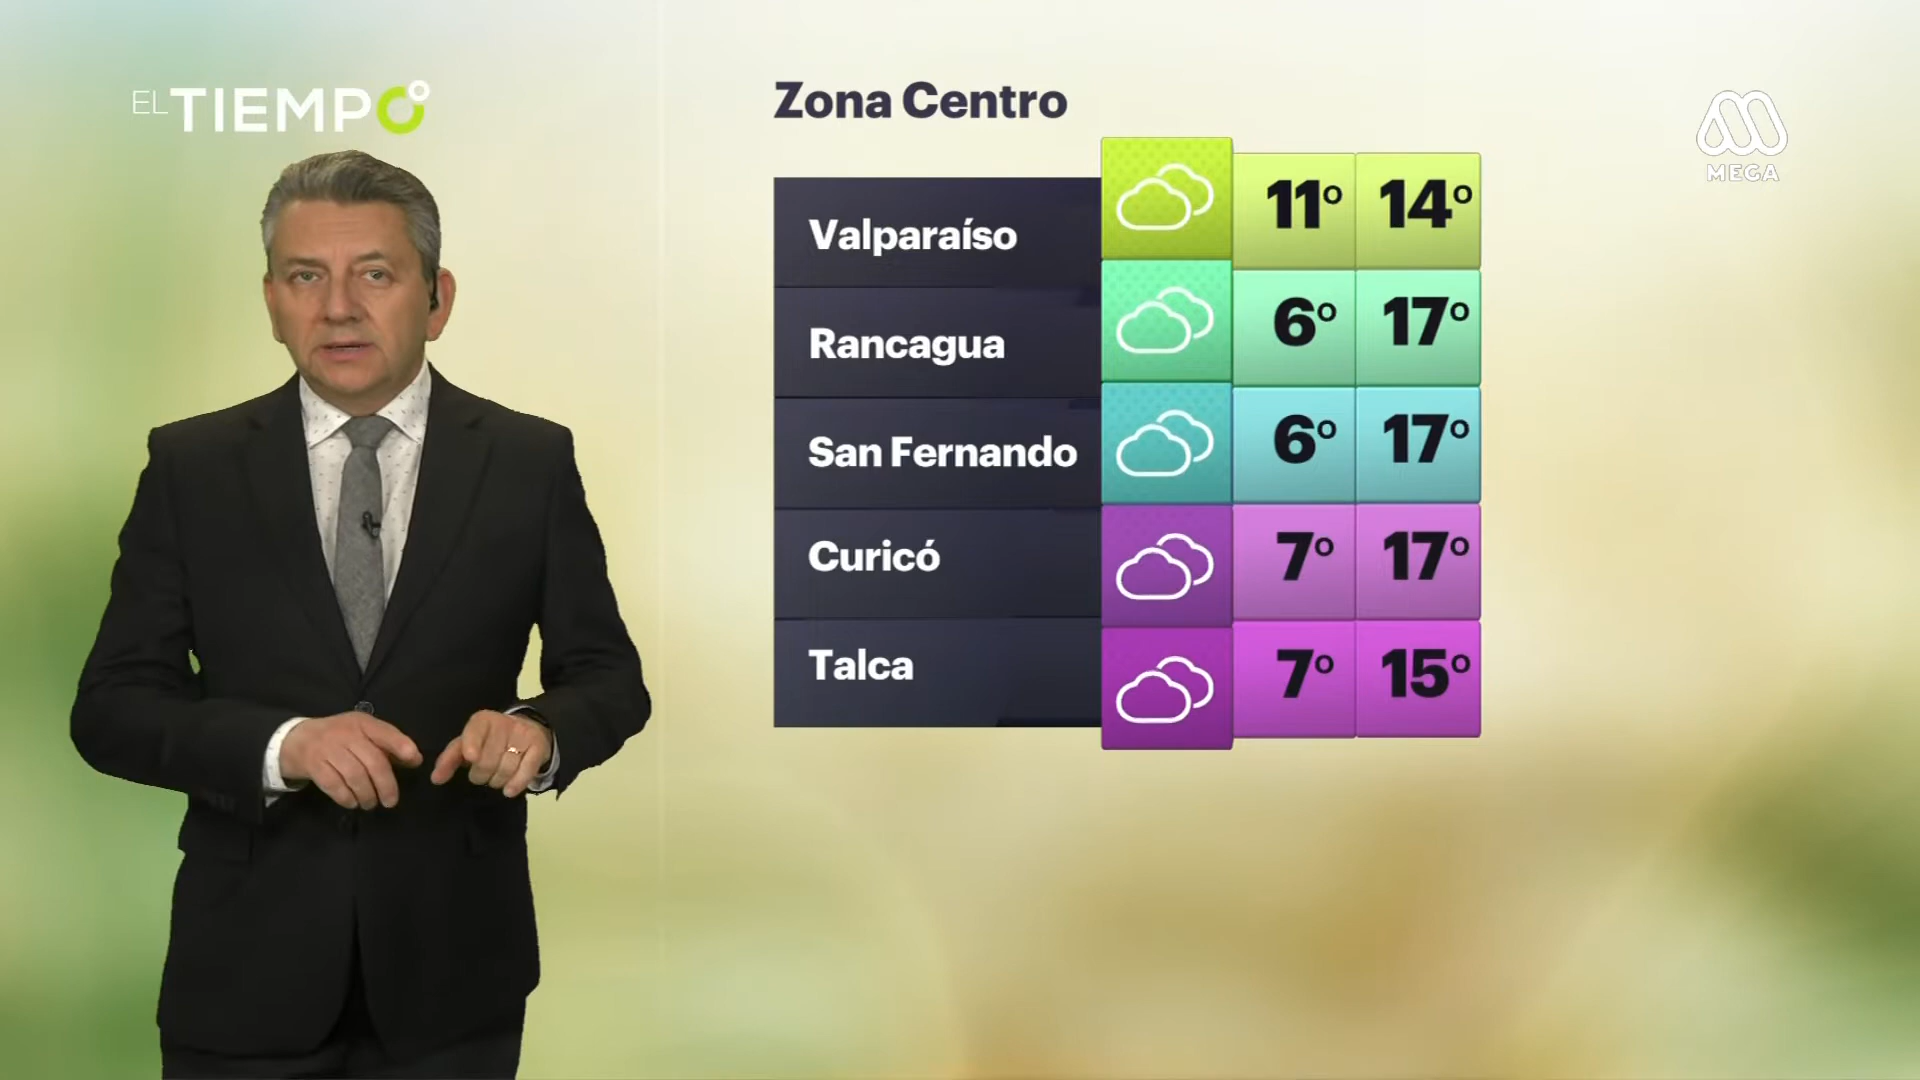 EL TIEMPO
Zona Centro
MEGA
Valparaíso 11° 14°
Rancagua 6° 17°
San Fernando 6° 17°
Curicó 7° 17°
Talca 7° 15°